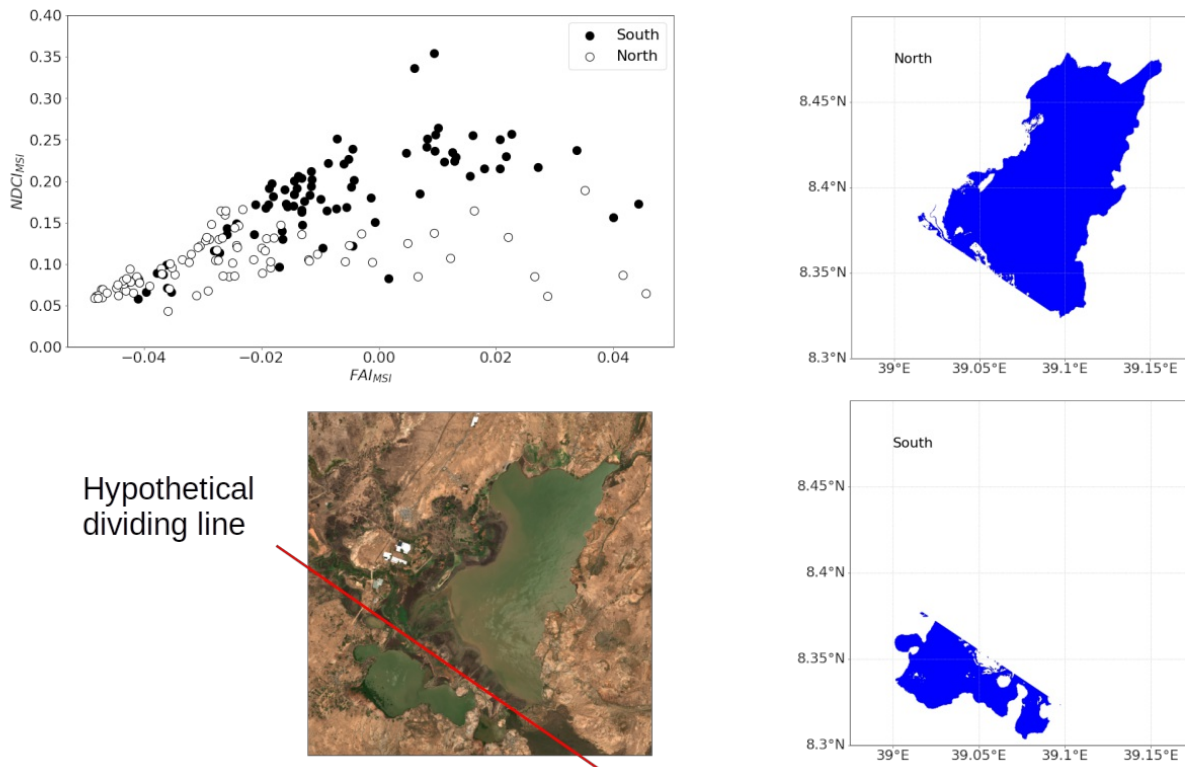 0.40
0.35
0.30
0.25
0.20
0.15
0.10
0.05
0.00
NDCI_MSI
−0.04
−0.02
0.00
0.02
0.04
FAI_MSI
South
North
North
8.45°N
8.4°N
8.35°N
8.3°N
39°E
39.05°E
39.1°E
39.15°E
Hypothetical
dividing line
South
8.45°N
8.4°N
8.35°N
8.3°N
39°E
39.05°E
39.1°E
39.15°E